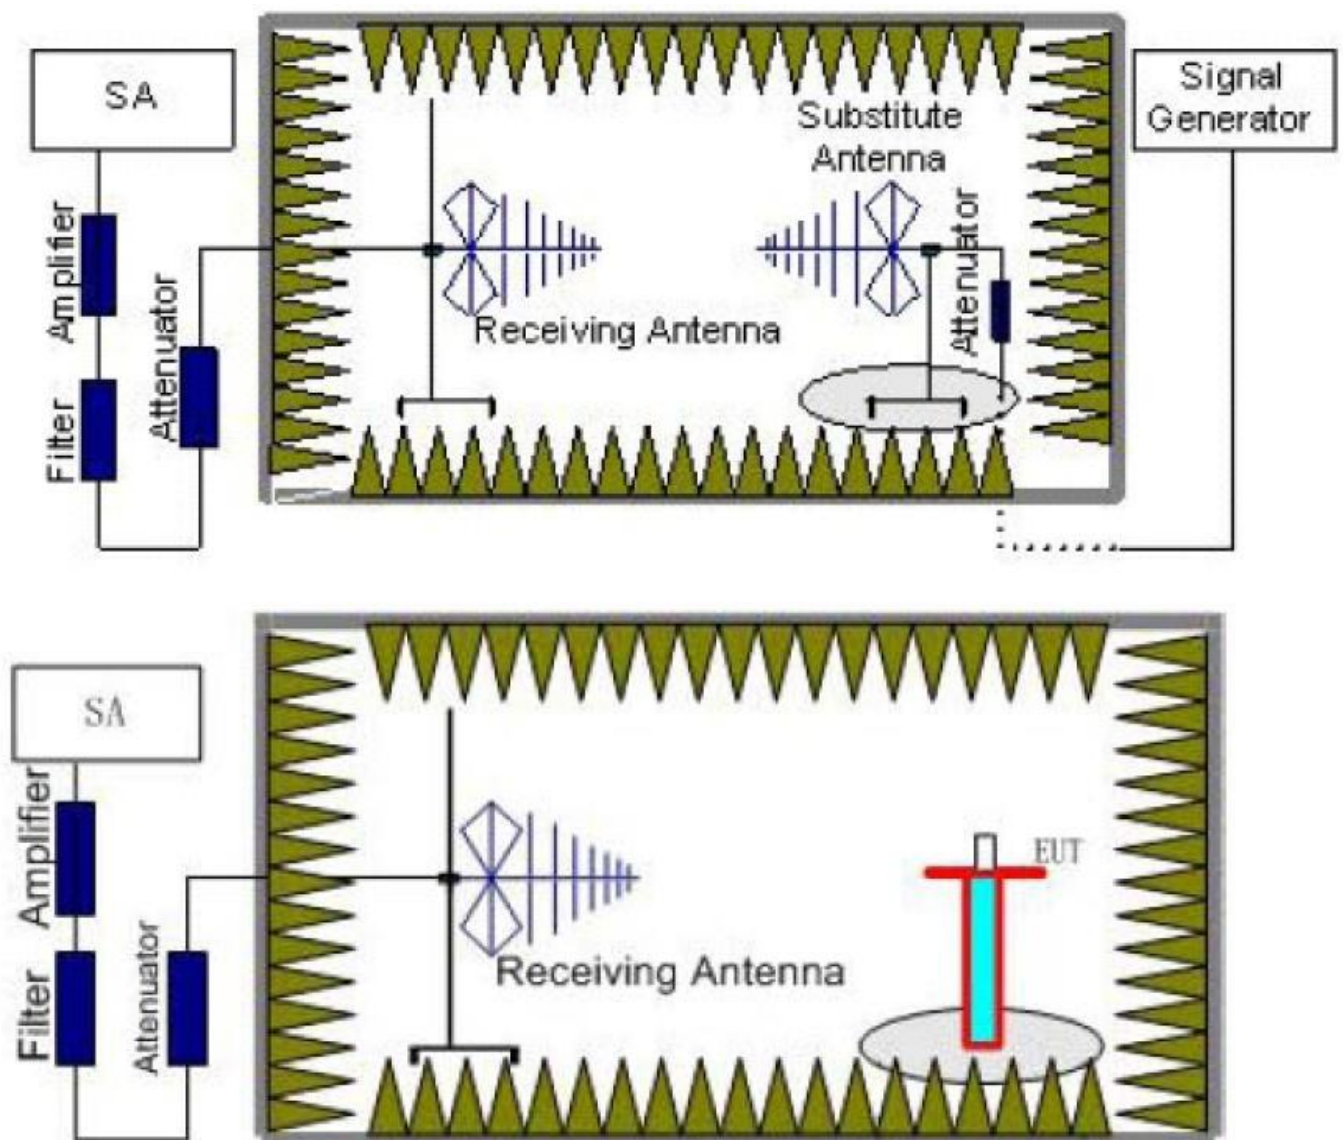 SA
Signal
Generator
Substitute
Antenna
Amplifier
Attenuator
Filter
Receiving Antenna
Attenuator
SA
Amplifier
Filter
Attenuator
Receiving Antenna
EUT